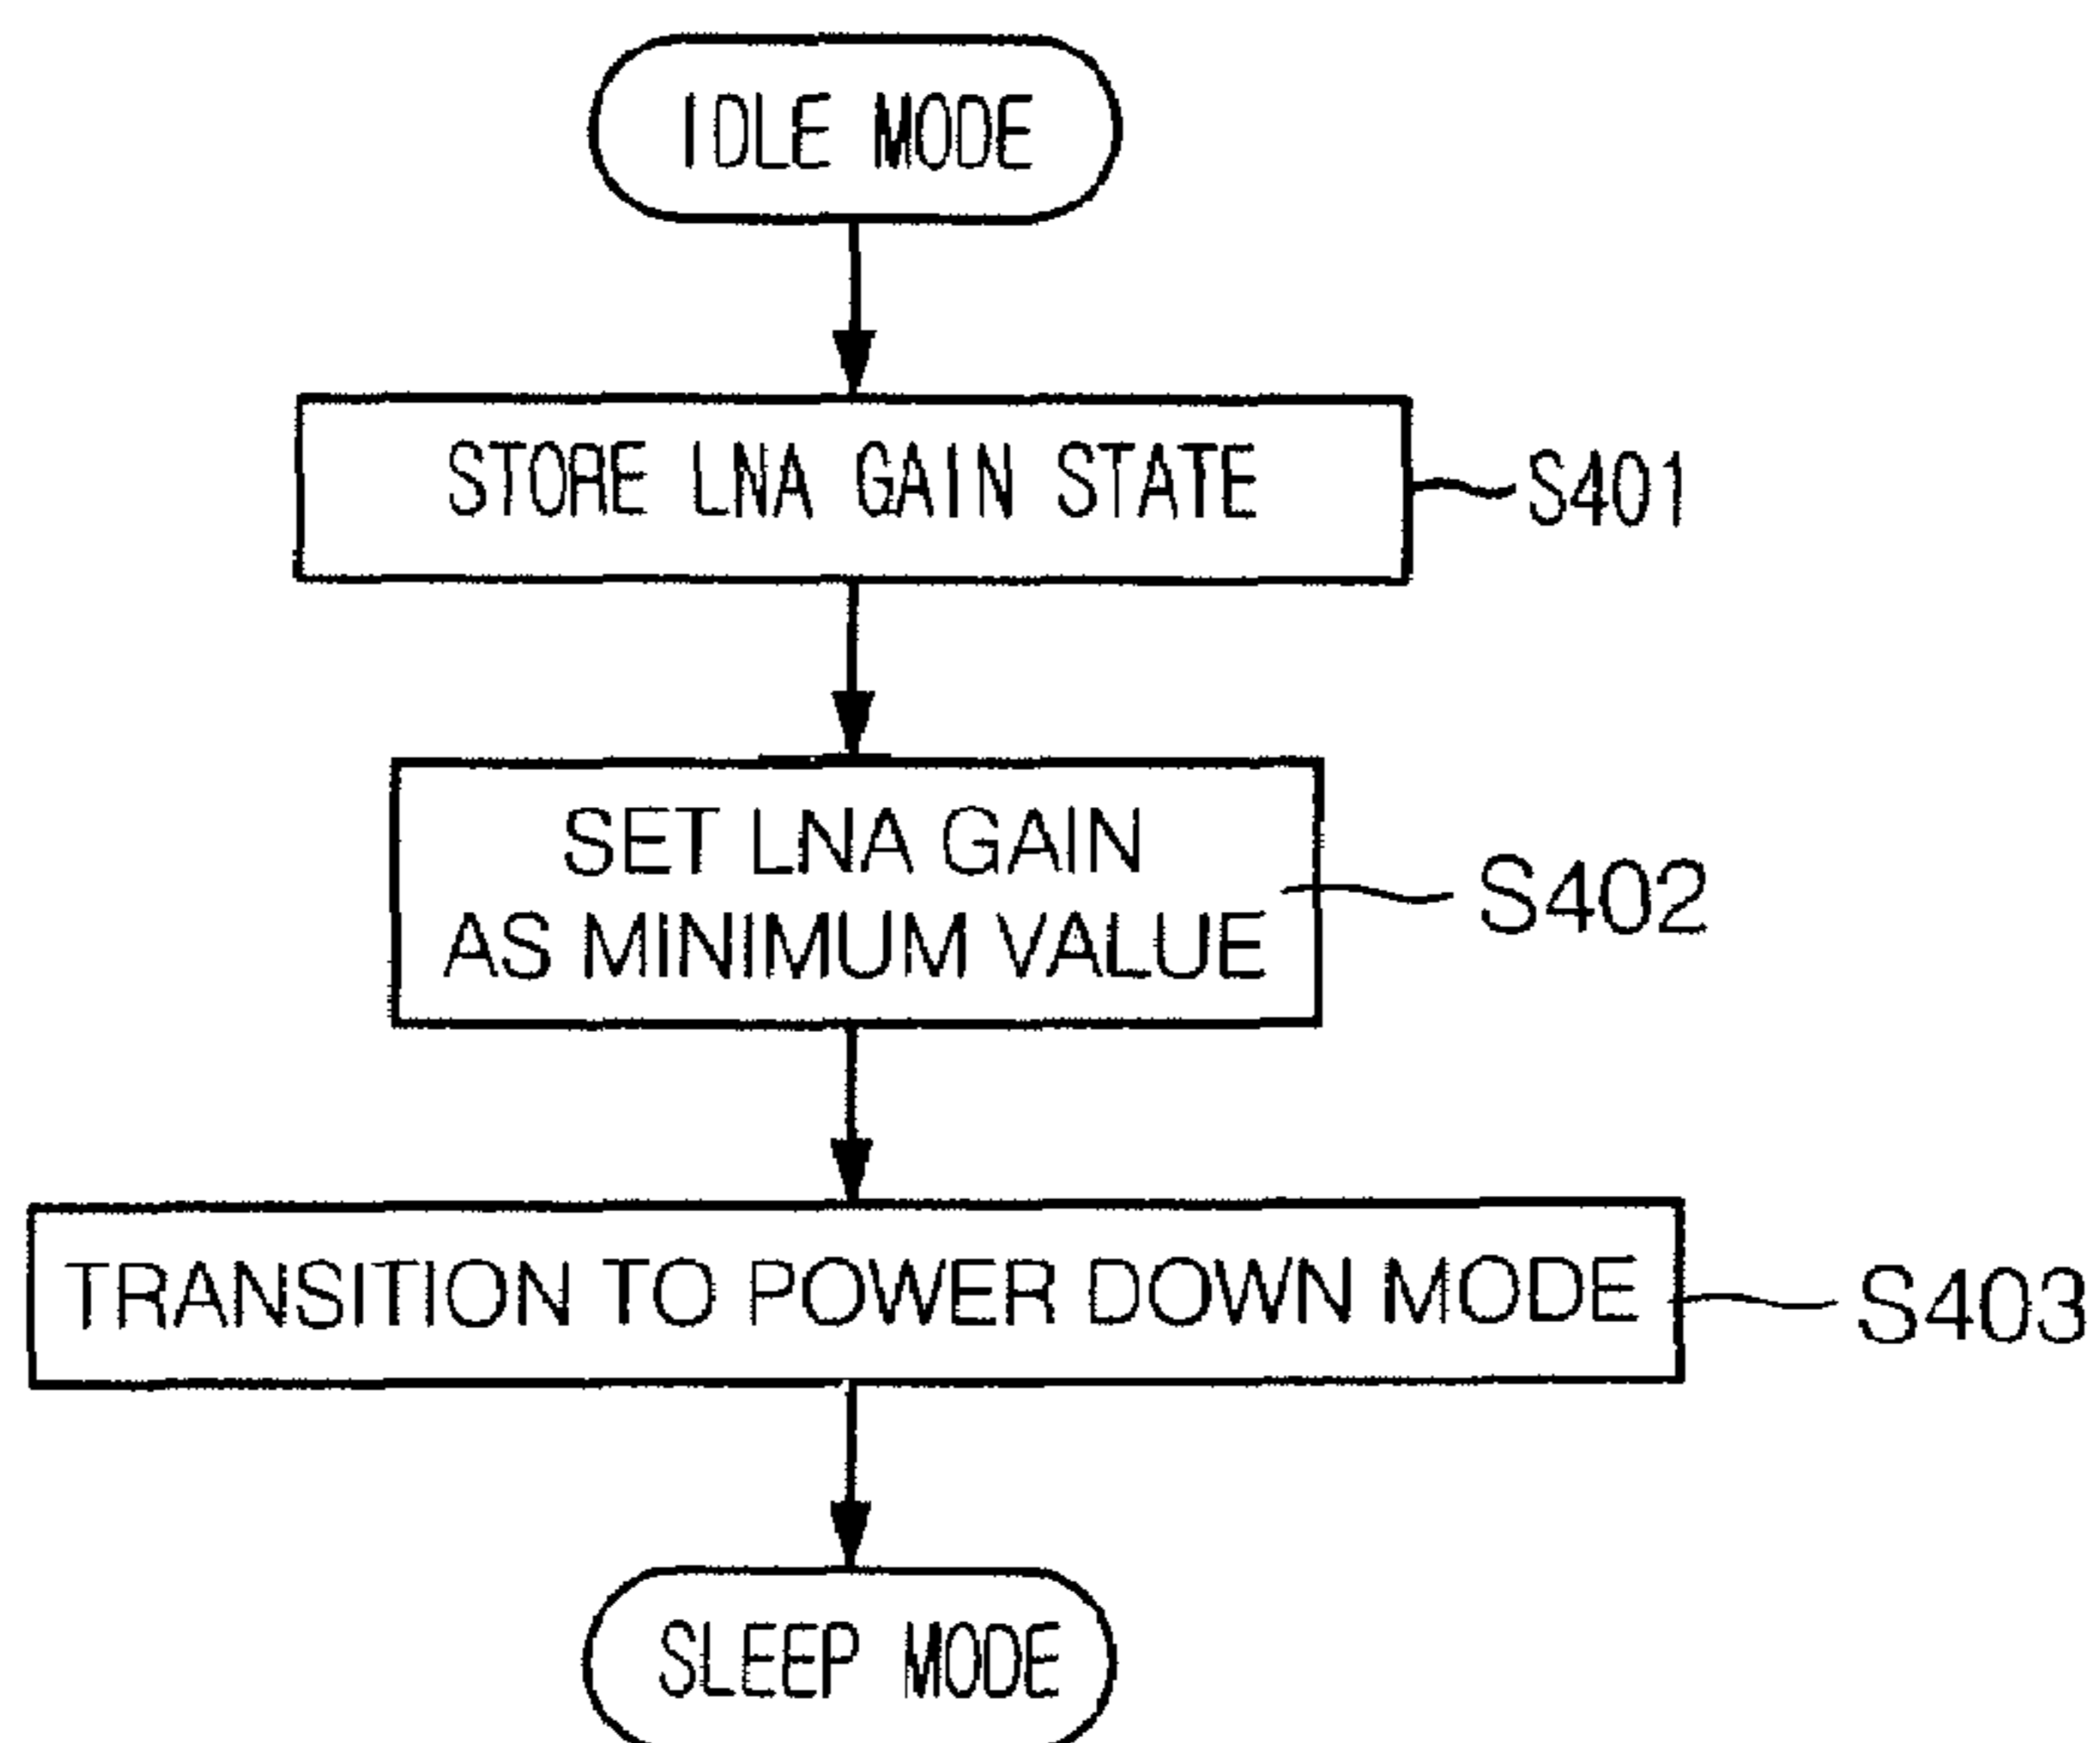 IDLE MODE
STORE LNA GAIN STATE
S401
SET LNA GAIN
AS MINIMUM VALUE
S402
TRANSITION TO POWER DOWN MODE
S403
SLEEP MODE